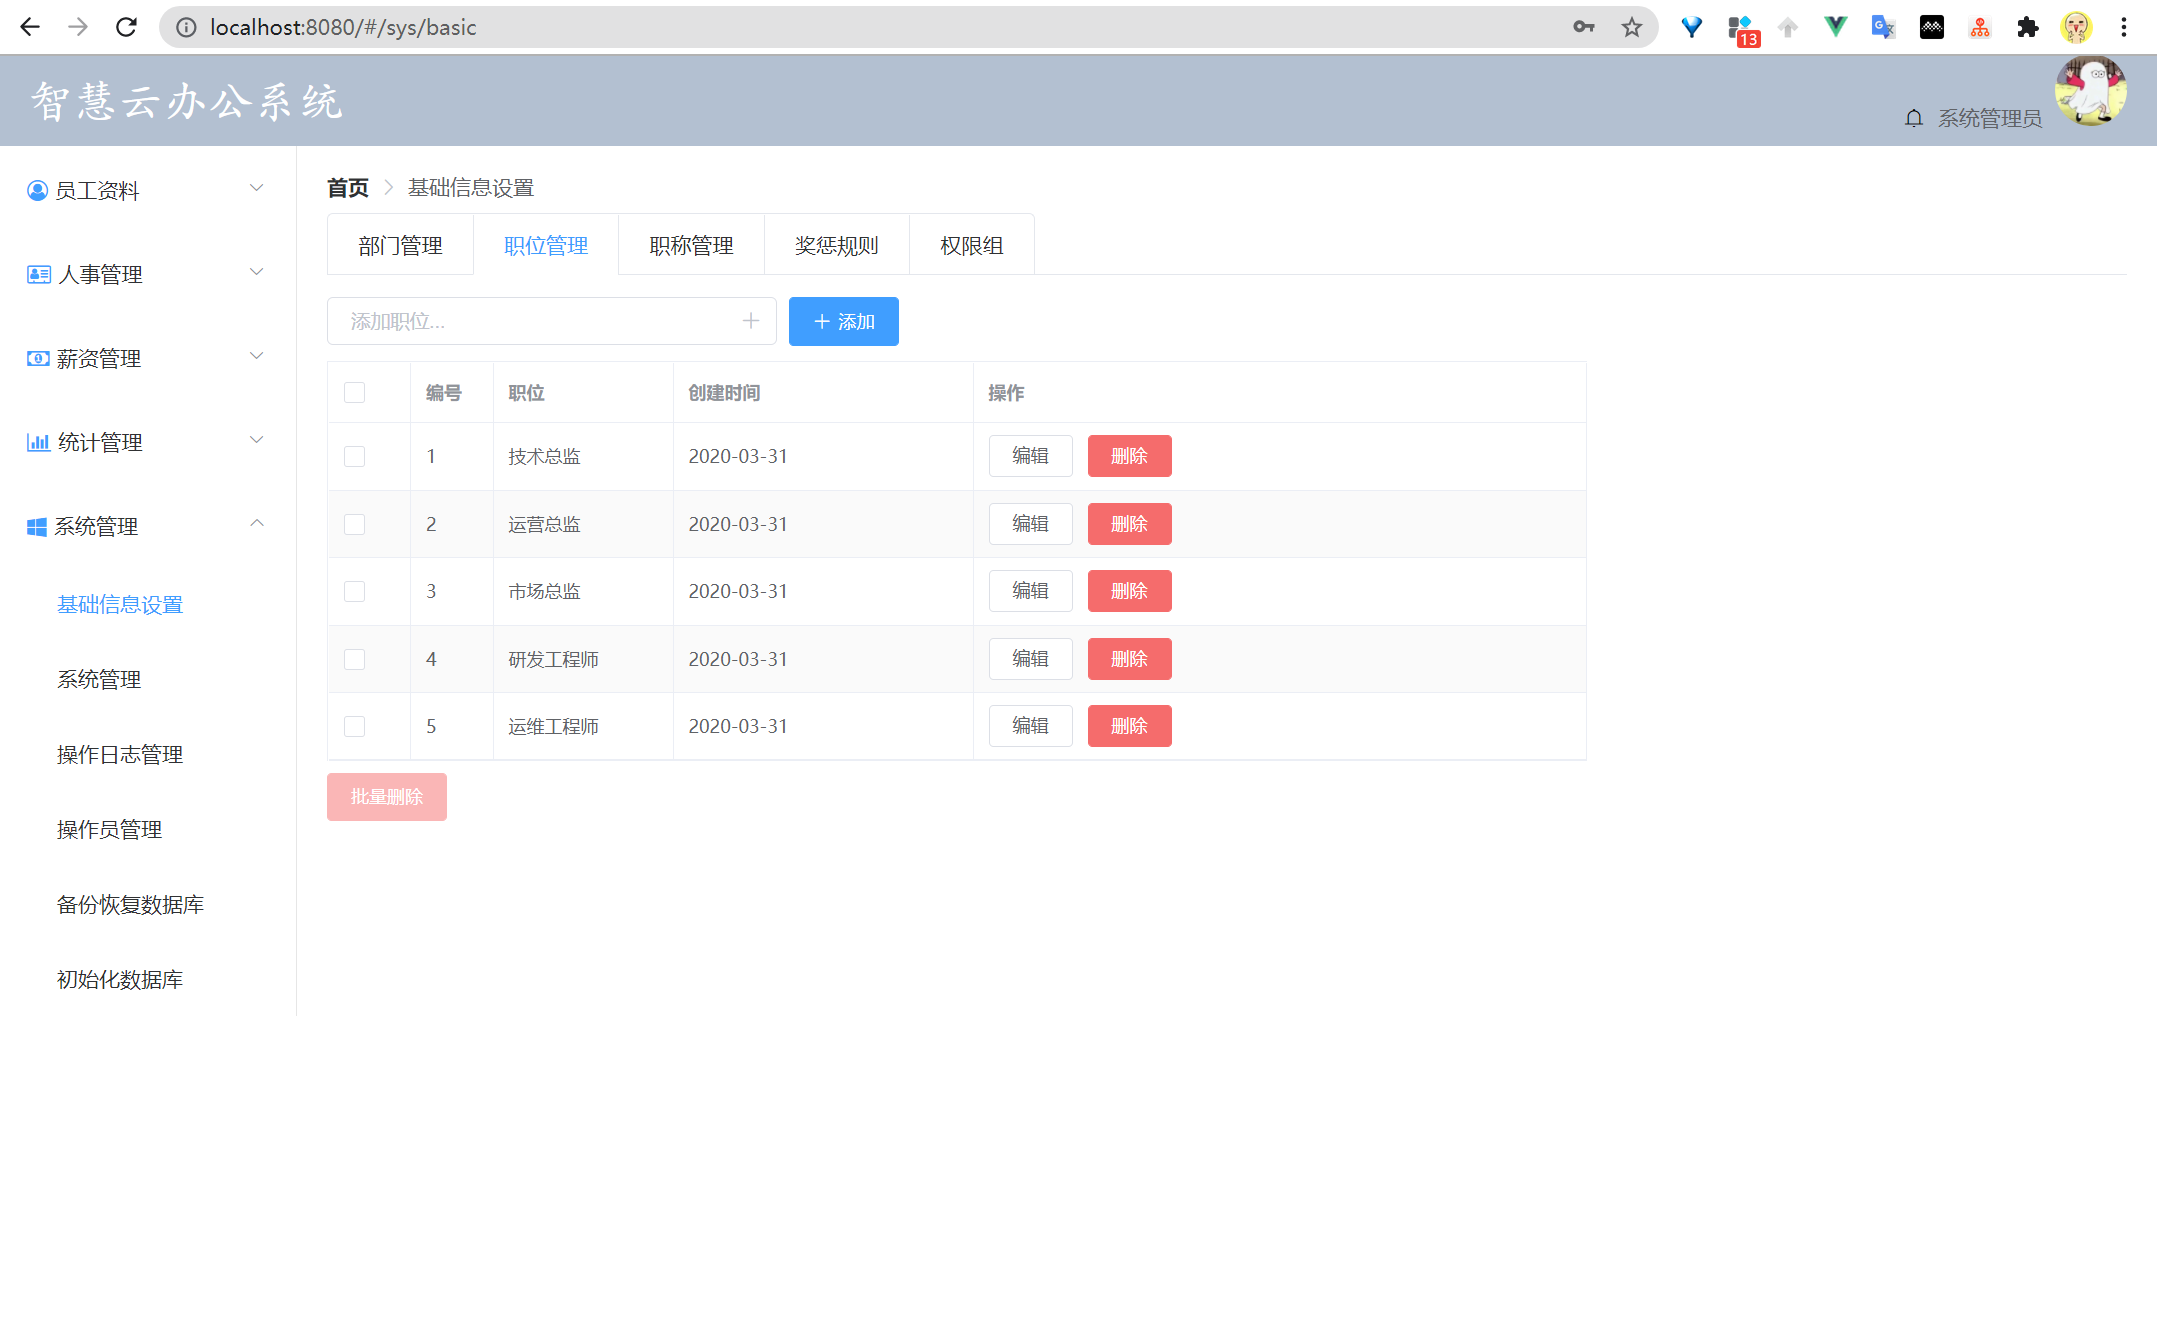 localhost:8080/#/sys/basic
13
智慧云办公系统
系统管理员
员工资料
人事管理
薪资管理
统计管理
系统管理
基础信息设置
系统管理
操作日志管理
操作员管理
备份恢复数据库
初始化数据库
首页 基础信息设置
部门管理 职位管理 职称管理 奖惩规则 权限组
添加职位... 添加
编号 职位 创建时间 操作
1 技术总监 2020-03-31 编辑 删除
2 运营总监 2020-03-31 编辑 删除
3 市场总监 2020-03-31 编辑 删除
4 研发工程师 2020-03-31 编辑 删除
5 运维工程师 2020-03-31 编辑 删除
批量删除